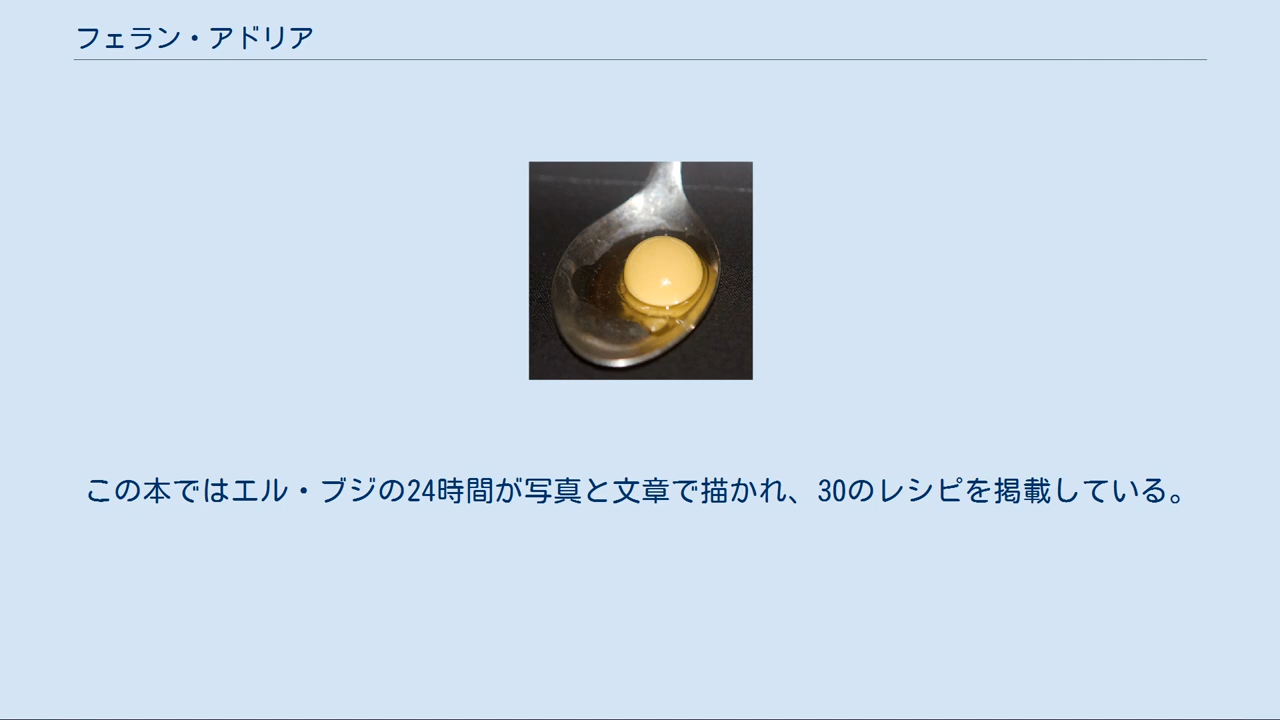 フェラン・アドリア
この本ではエル・ブジの24時間が写真と文章で描かれ、30のレシピを掲載している。